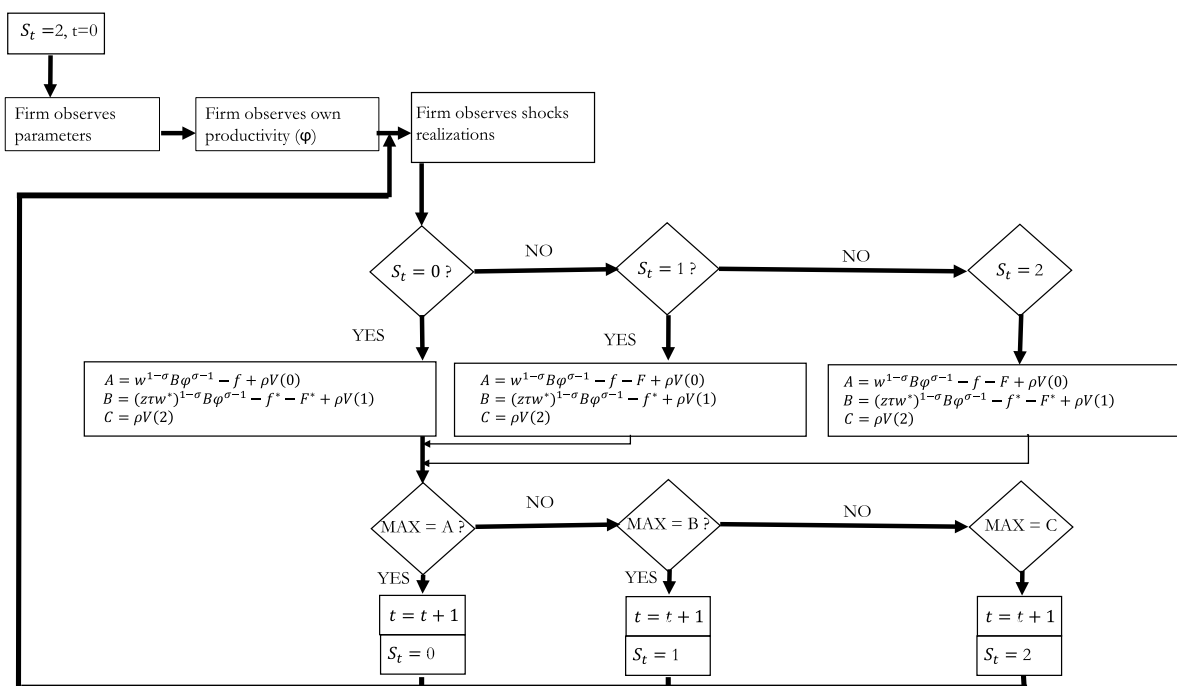 S_t = 2, t=0
Firm observes
parameters
Firm observes own
productivity (φ)
Firm observes shocks
realizations
S_t = 0 ?
NO
S_t = 1 ?
NO
S_t = 2
YES
YES
A = w^{1−σ}Bφ^{σ−1} − f + ρV(0)
B = (zτw*)^{1−σ}Bφ^{σ−1} − f* − F* + ρV(1)
C = ρV(2)
A = w^{1−σ}Bφ^{σ−1} − f − F + ρV(0)
B = (zτw*)^{1−σ}Bφ^{σ−1} − f* + ρV(1)
C = ρV(2)
A = w^{1−σ}Bφ^{σ−1} − f − F + ρV(0)
B = (zτw*)^{1−σ}Bφ^{σ−1} − f* − F* + ρV(1)
C = ρV(2)
MAX = A ?
NO
MAX = B ?
NO
MAX = C
YES
YES
t = t + 1
S_t = 0
t = t + 1
S_t = 1
t = t + 1
S_t = 2